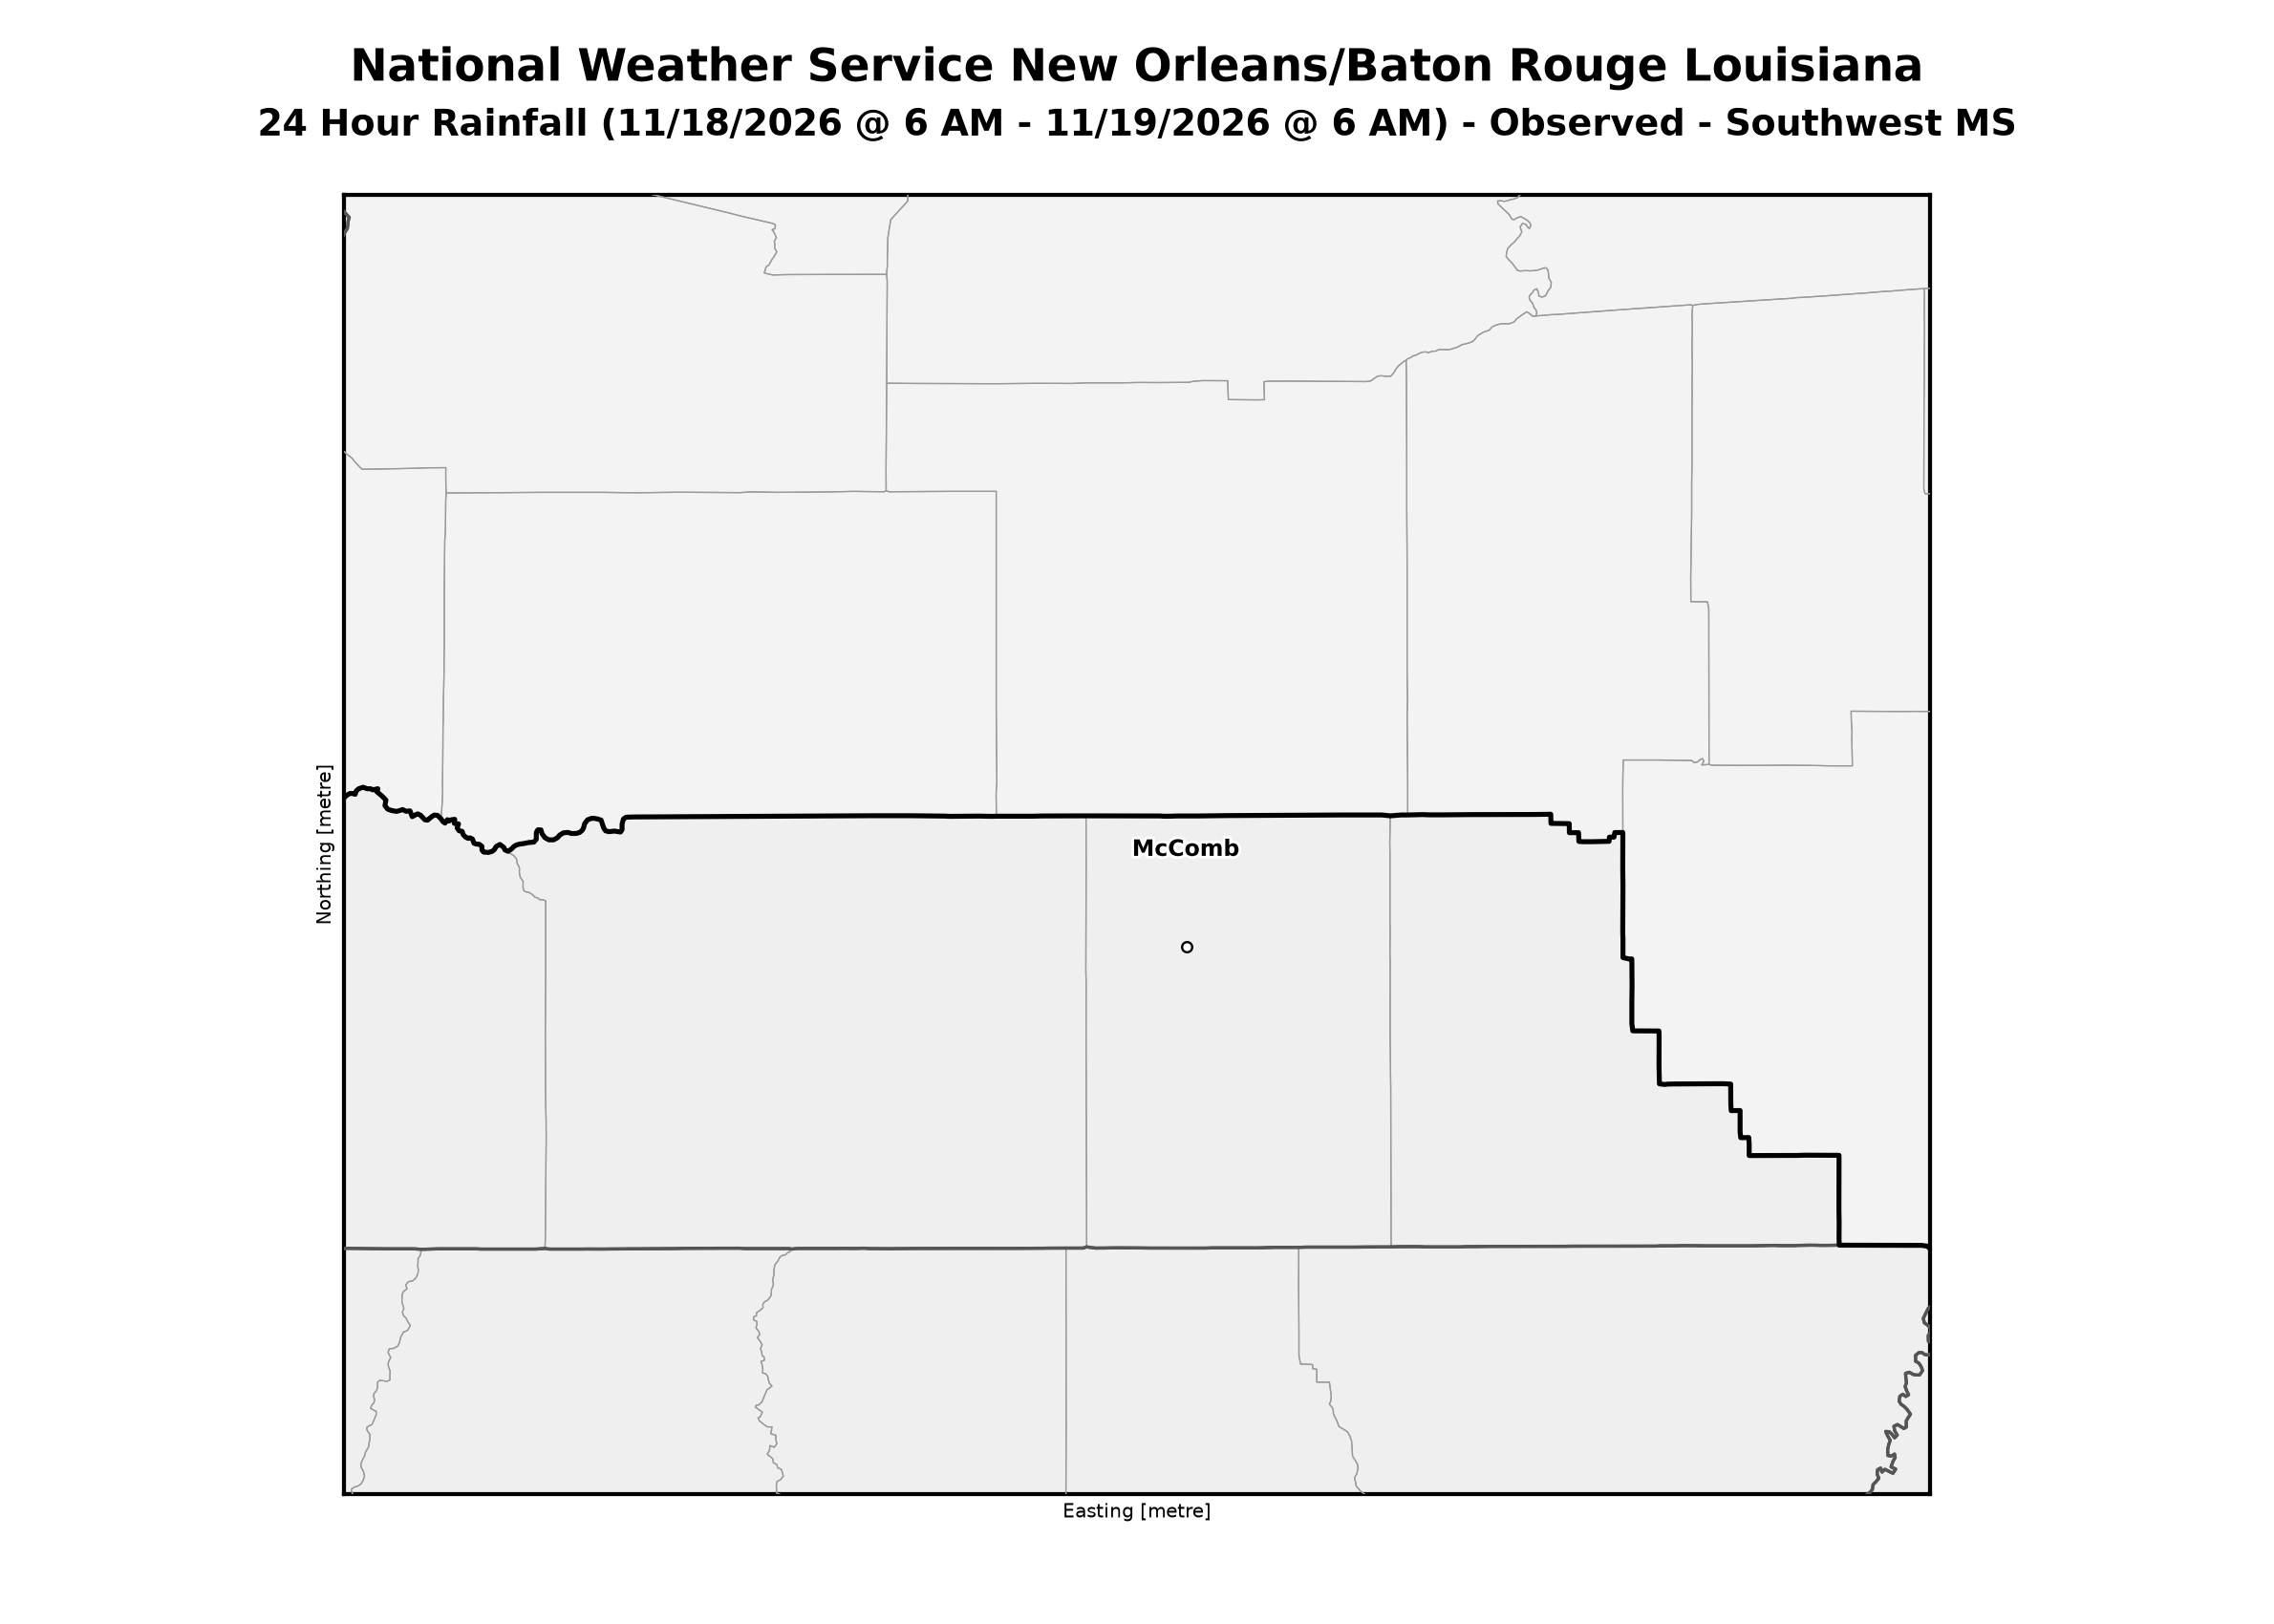 National Weather Service New Orleans/Baton Rouge Louisiana
24 Hour Rainfall (11/18/2026 @ 6 AM - 11/19/2026 @ 6 AM) - Observed - Southwest MS
Northing [metre]
McComb
Easting [metre]